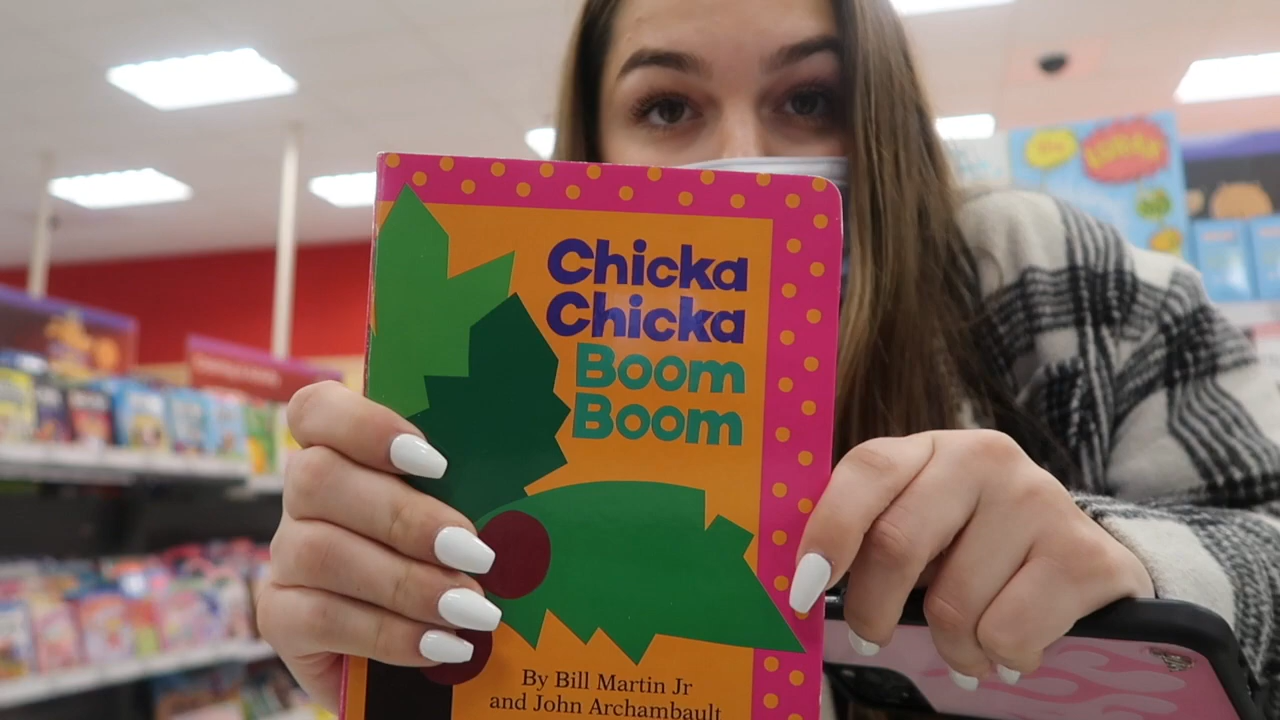 Chicka
Chicka
Boom
Boom
By Bill Martin Jr
and John Archambault